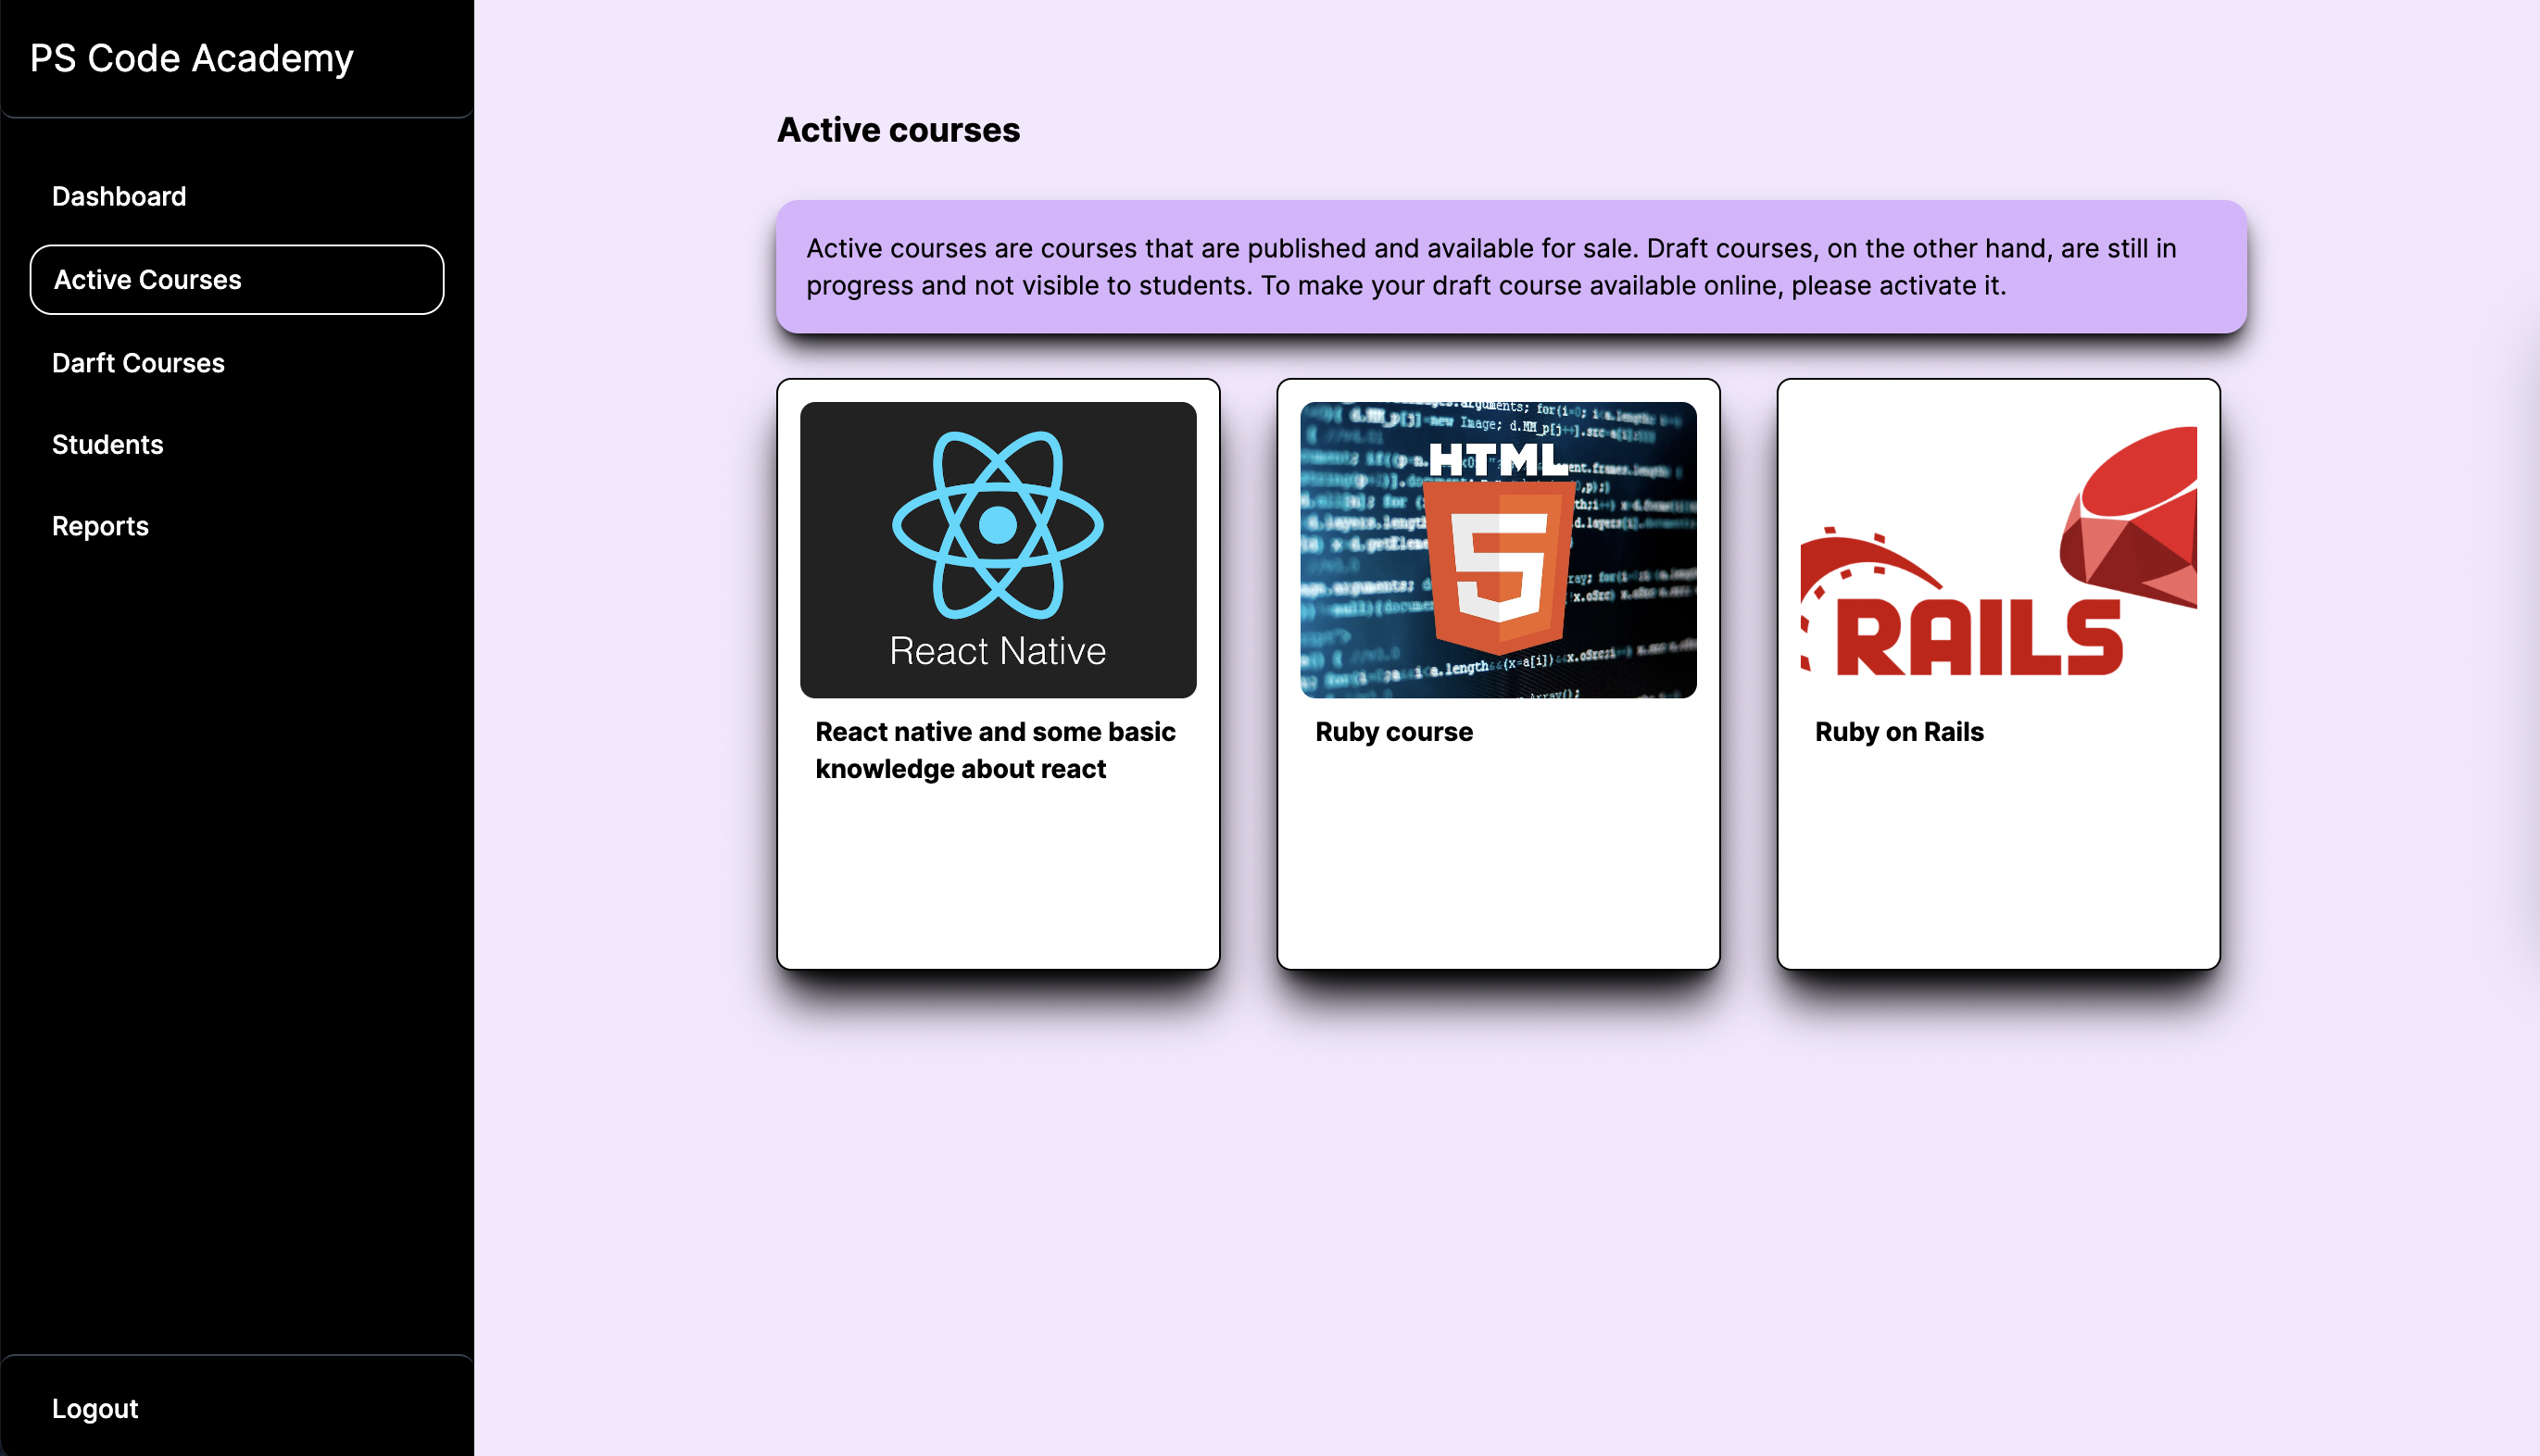 PS Code Academy
Dashboard
Active Courses
Darft Courses
Students
Reports
Logout
Active courses
Active courses are courses that are published and available for sale. Draft courses, on the other hand, are still in
progress and not visible to students. To make your draft course available online, please activate it.
React Native
React native and some basic
knowledge about react
HTML
5
Ruby course
RAILS
Ruby on Rails